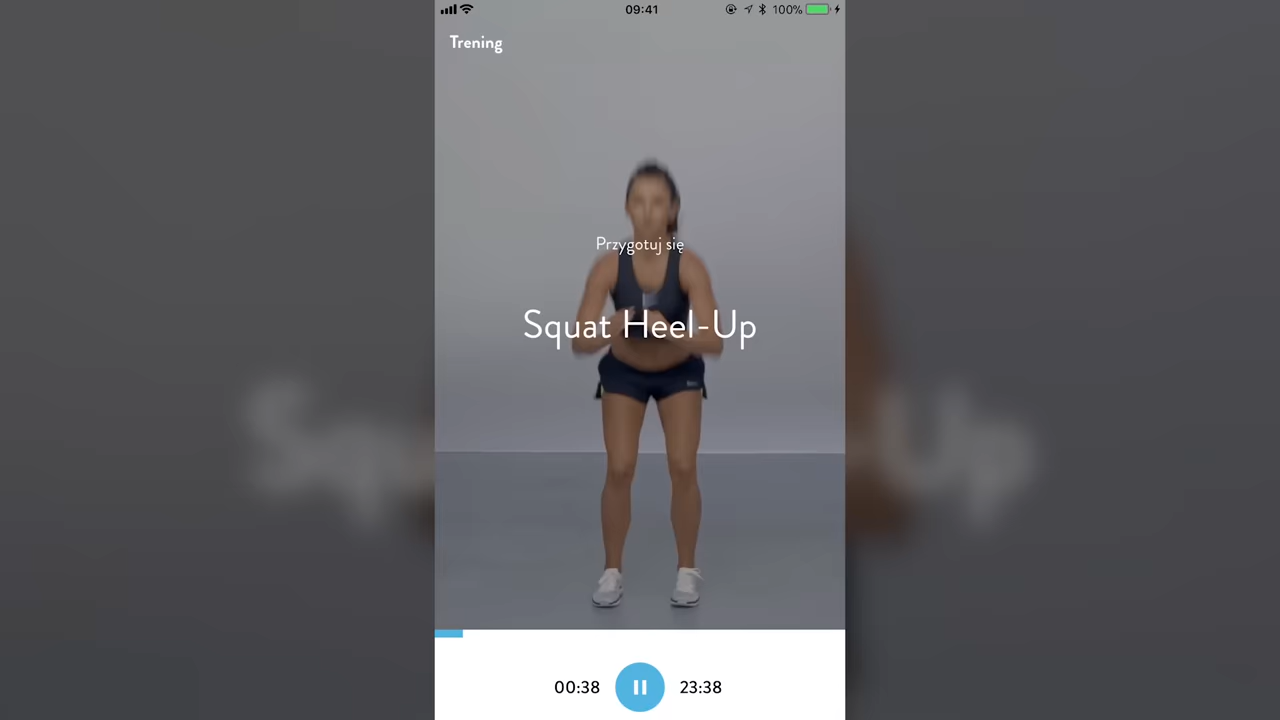 09:41
100%
Trening
Przygotuj się
Squat Heel-Up
00:38
23:38